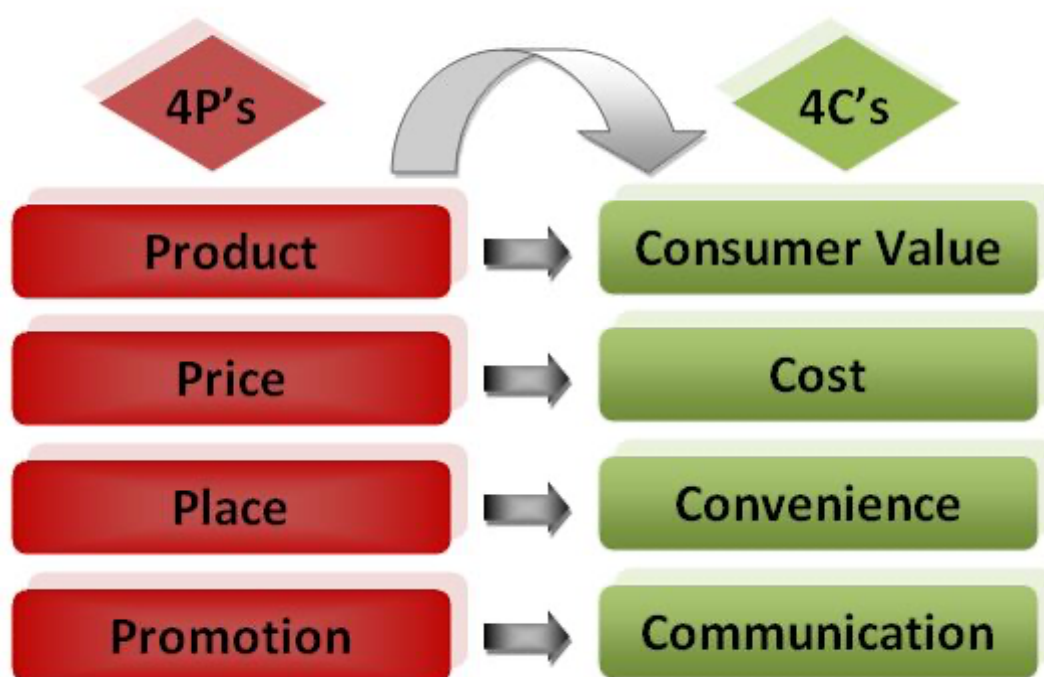 4P's
4C's
Product
Consumer Value
Price
Cost
Place
Convenience
Promotion
Communication